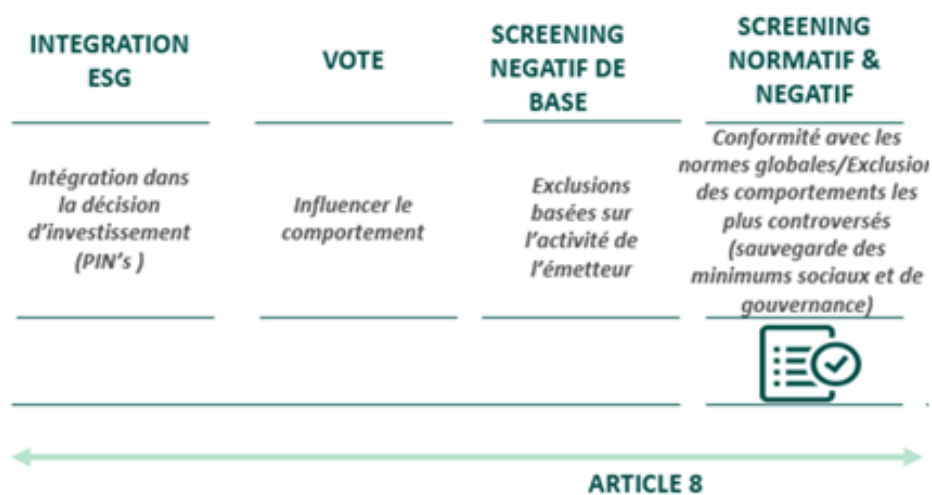 INTEGRATION
ESG
VOTE
SCREENING
NEGATIF DE
BASE
SCREENING
NORMATIF &
NEGATIF
Intégration dans
la décision
d'investissement
(PIN's )
Influencer le
comportement
Exclusions
basées sur
l'activité de
l'émetteur
Conformité avec les
normes globales/Exclusion
des comportements les
plus controversés
(sauvegarde des
minimums sociaux et de
gouvernance)
ARTICLE 8